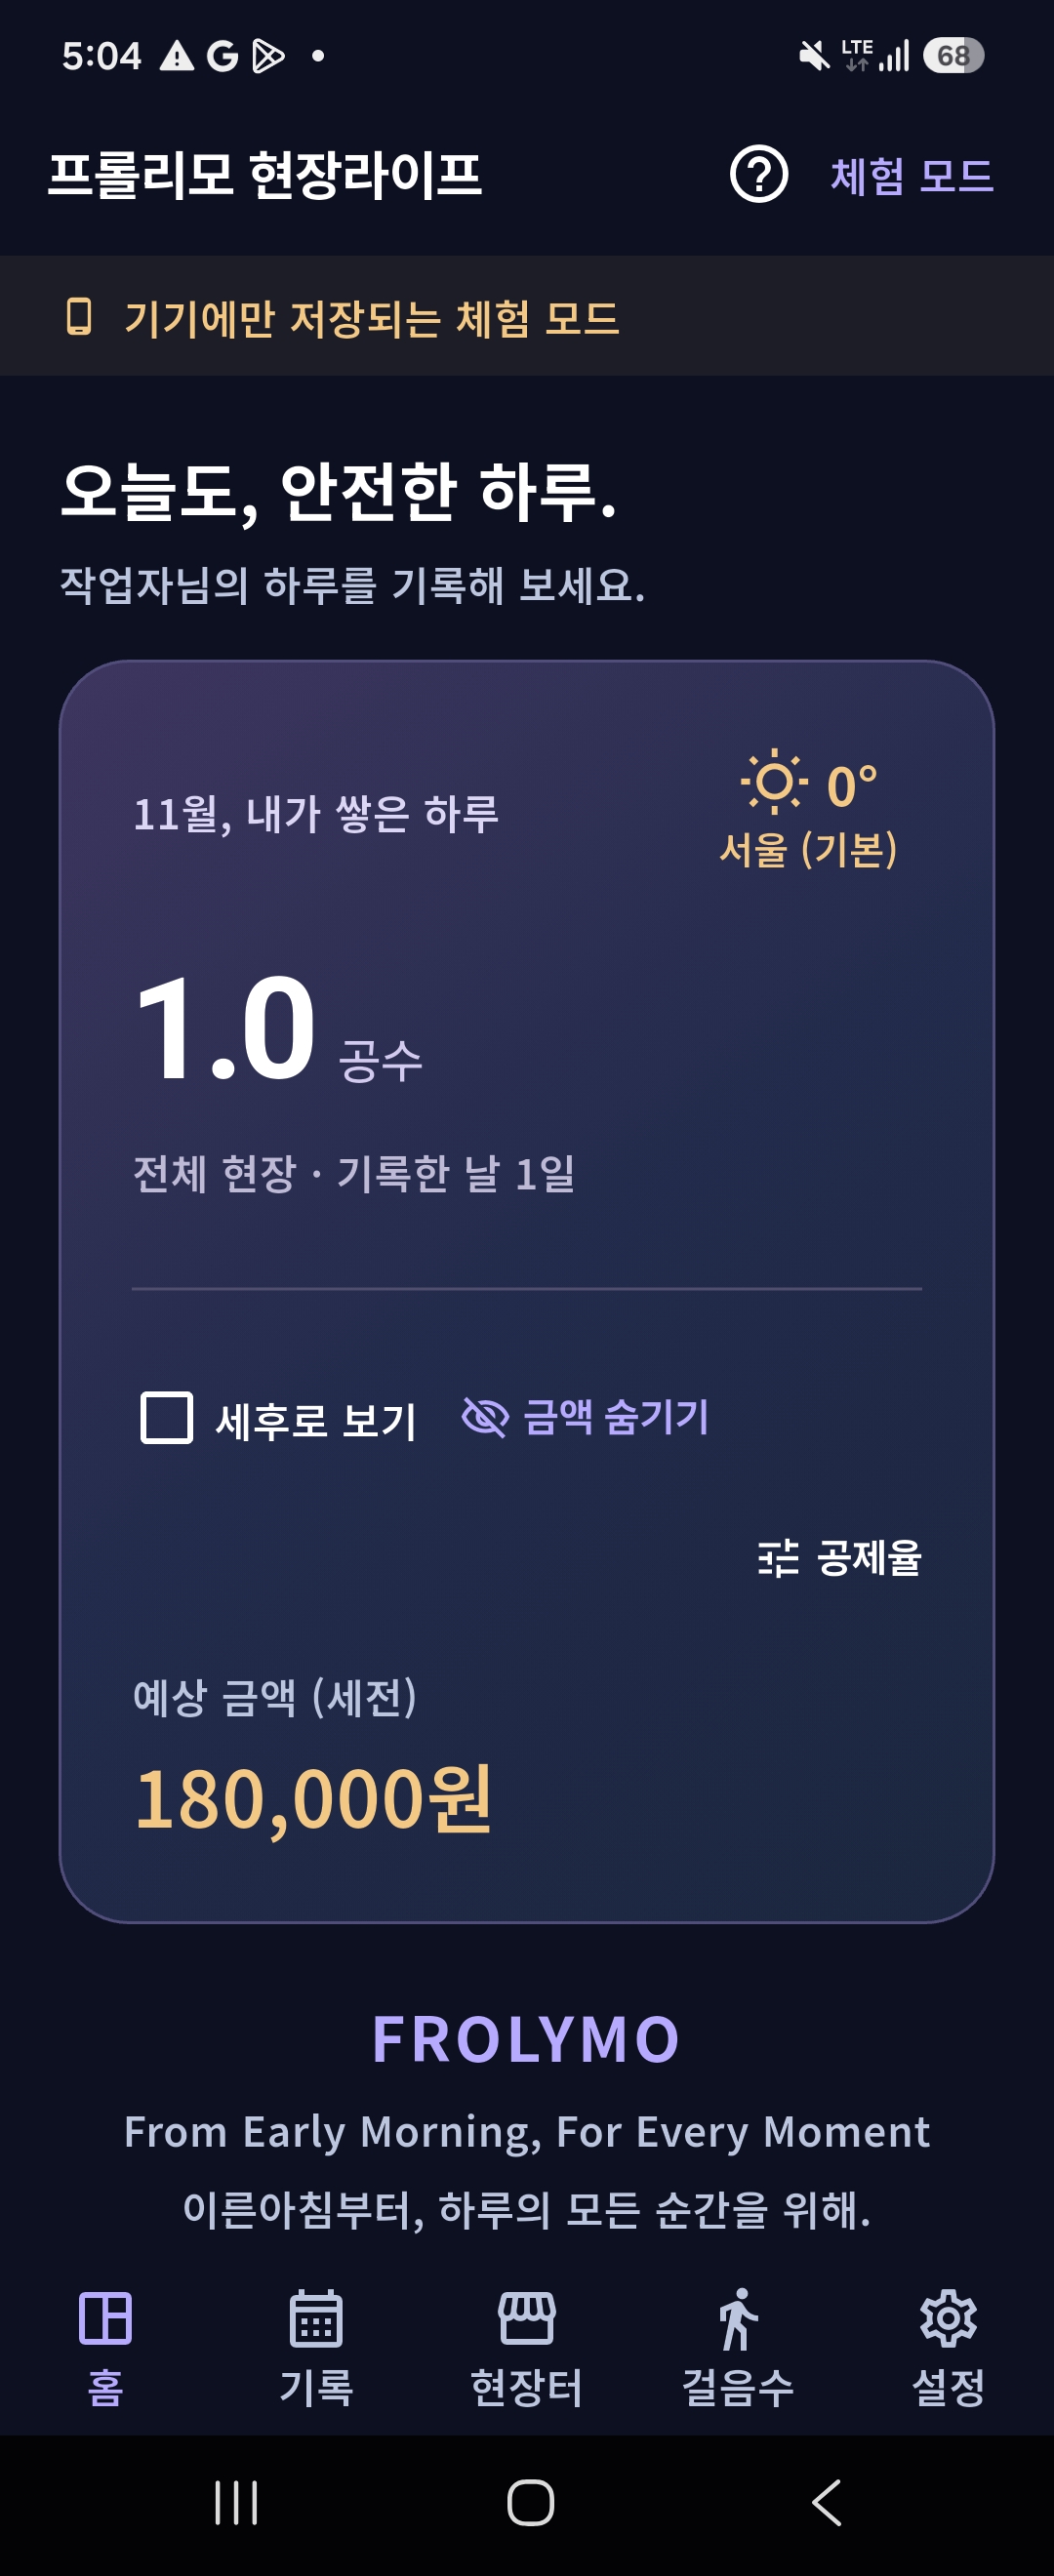 5:04
LTE
68
프롤리모 현장라이프
체험 모드
기기에만 저장되는 체험 모드
오늘도, 안전한 하루.
작업자님의 하루를 기록해 보세요.
11월, 내가 쌓은 하루
0°
서울 (기본)
1.0 공수
전체 현장 · 기록한 날 1일
세후로 보기
금액 숨기기
공제율
예상 금액 (세전)
180,000원
FROLYMO
From Early Morning, For Every Moment
이른아침부터, 하루의 모든 순간을 위해.
홈
기록
현장터
걸음수
설정